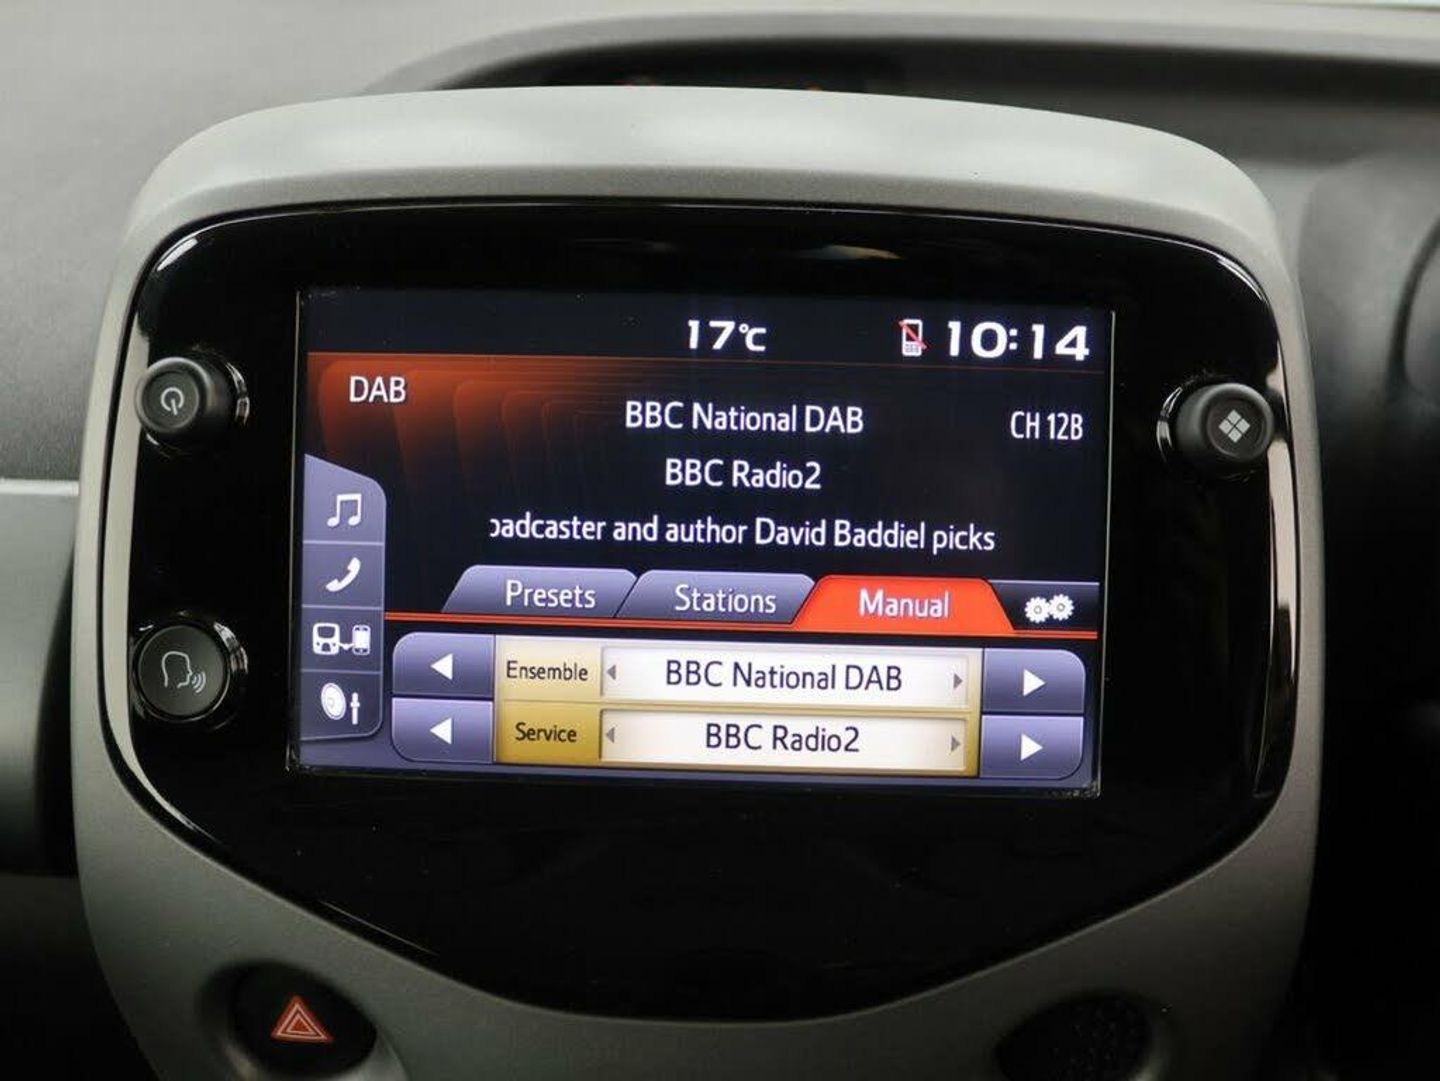 17°C 10:14
DAB
BBC National DAB CH 12B
BBC Radio2
and author David Baddiel picks
Presets Stations Manual
Ensemble BBC National DAB
Service BBC Radio2